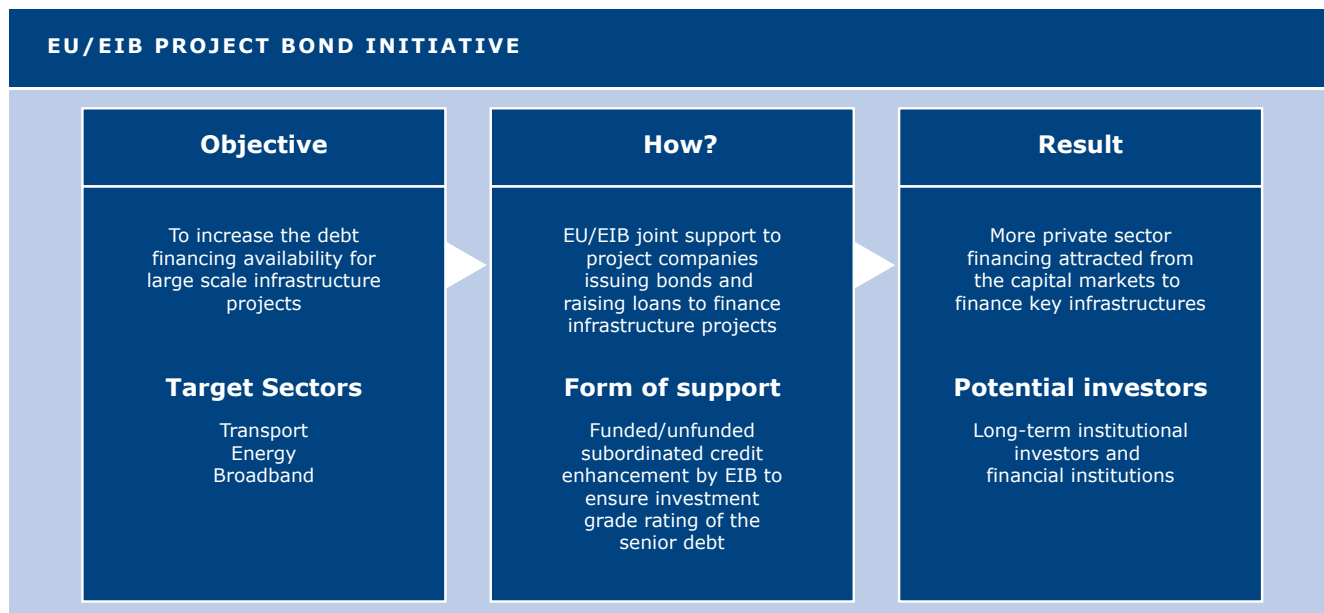 EU/EIB PROJECT BOND INITIATIVE
Objective
To increase the debt
financing availability for
large scale infrastructure
projects
Target Sectors
Transport
Energy
Broadband
How?
EU/EIB joint support to
project companies
issuing bonds and
raising loans to finance
infrastructure projects
Form of support
Funded/unfunded
subordinated credit
enhancement by EIB to
ensure investment
grade rating of the
senior debt
Result
More private sector
financing attracted from
the capital markets to
finance key infrastructures
Potential investors
Long-term institutional
investors and
financial institutions